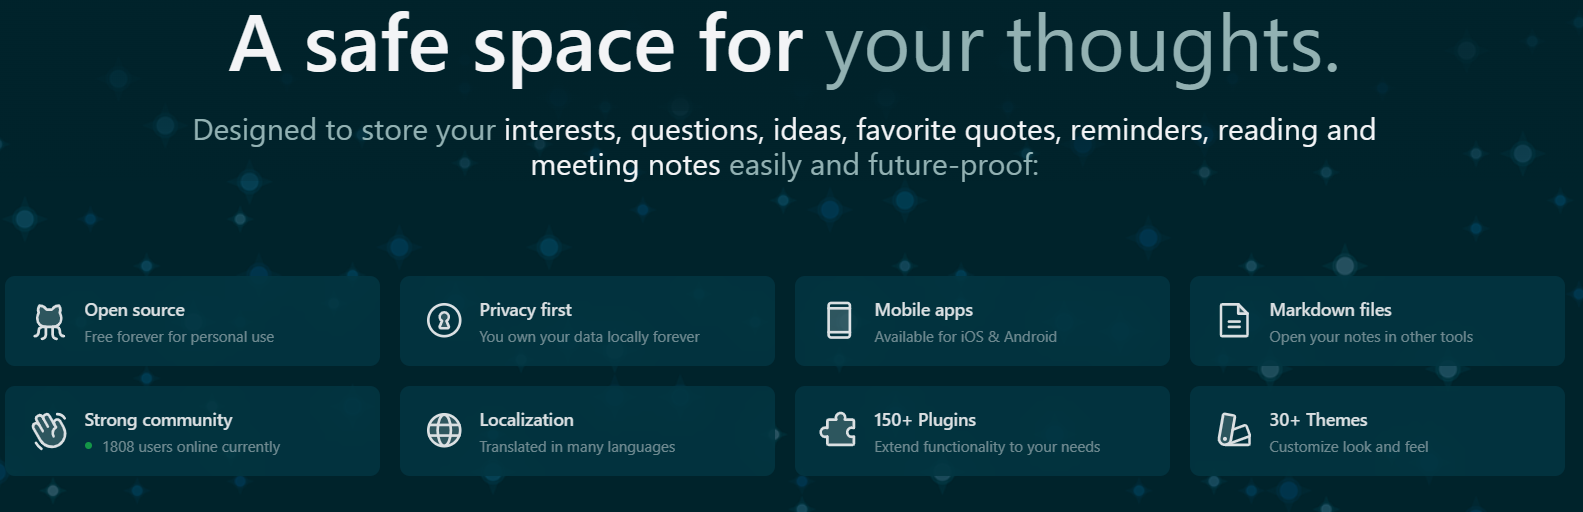 A safe space for your thoughts.
Designed to store your interests, questions, ideas, favorite quotes, reminders, reading and
meeting notes easily and future-proof:
Open source
Free forever for personal use
Privacy first
You own your data locally forever
Mobile apps
Available for iOS & Android
Markdown files
Open your notes in other tools
Strong community
1808 users online currently
Localization
Translated in many languages
150+ Plugins
Extend functionality to your needs
30+ Themes
Customize look and feel